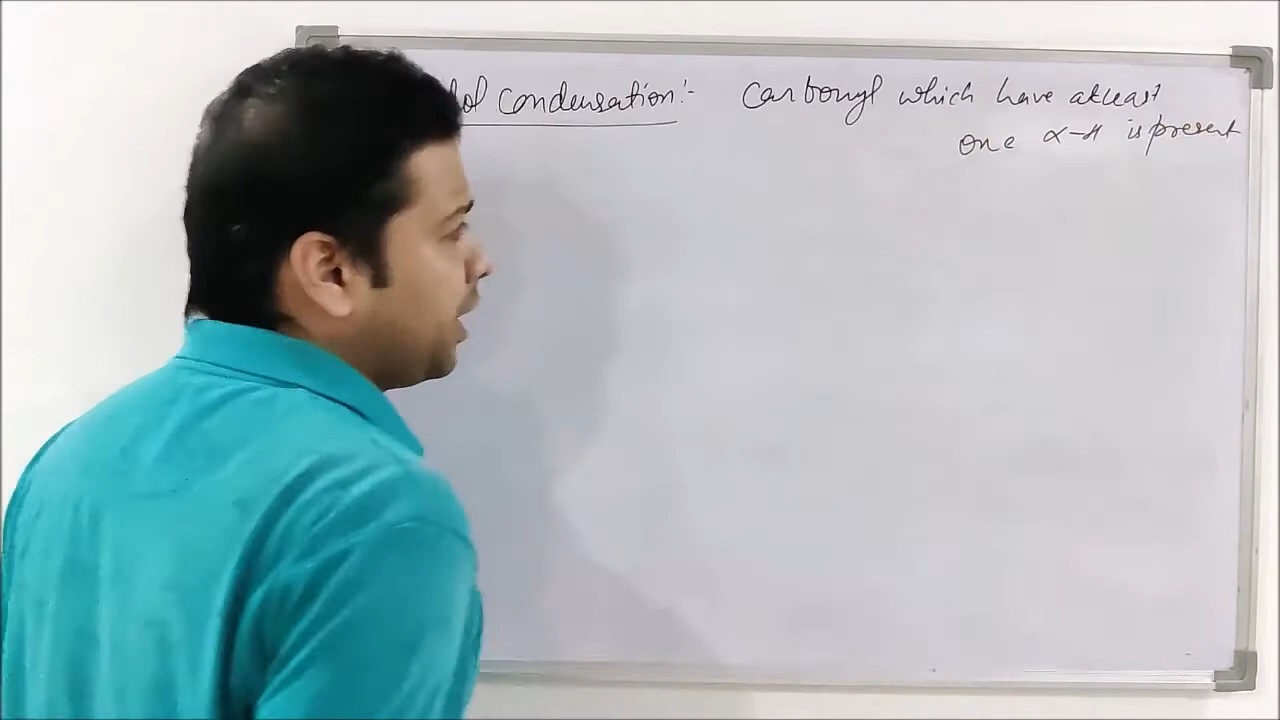 dol condensation:- Carbonyl which have atleast
one α-H is present